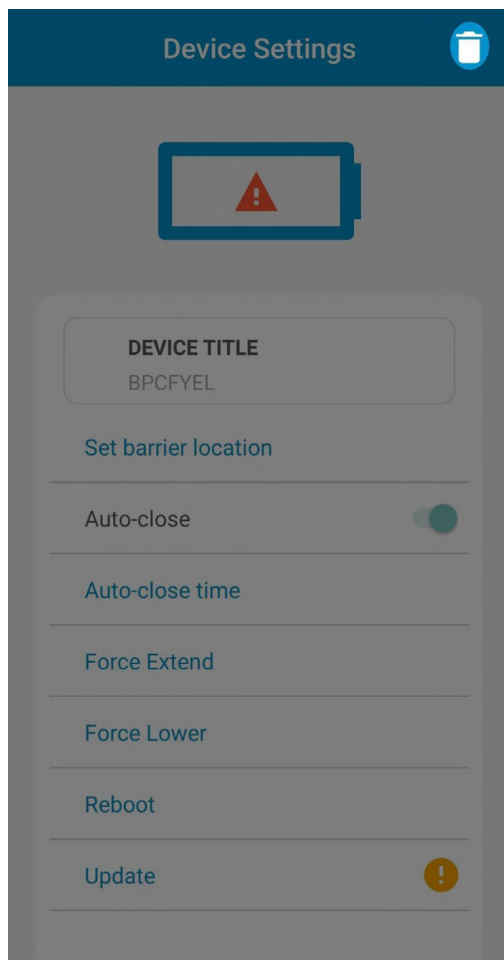 Device Settings
DEVICE TITLE
BPCFYEL
Set barrier location
Auto-close
Auto-close time
Force Extend
Force Lower
Reboot
Update